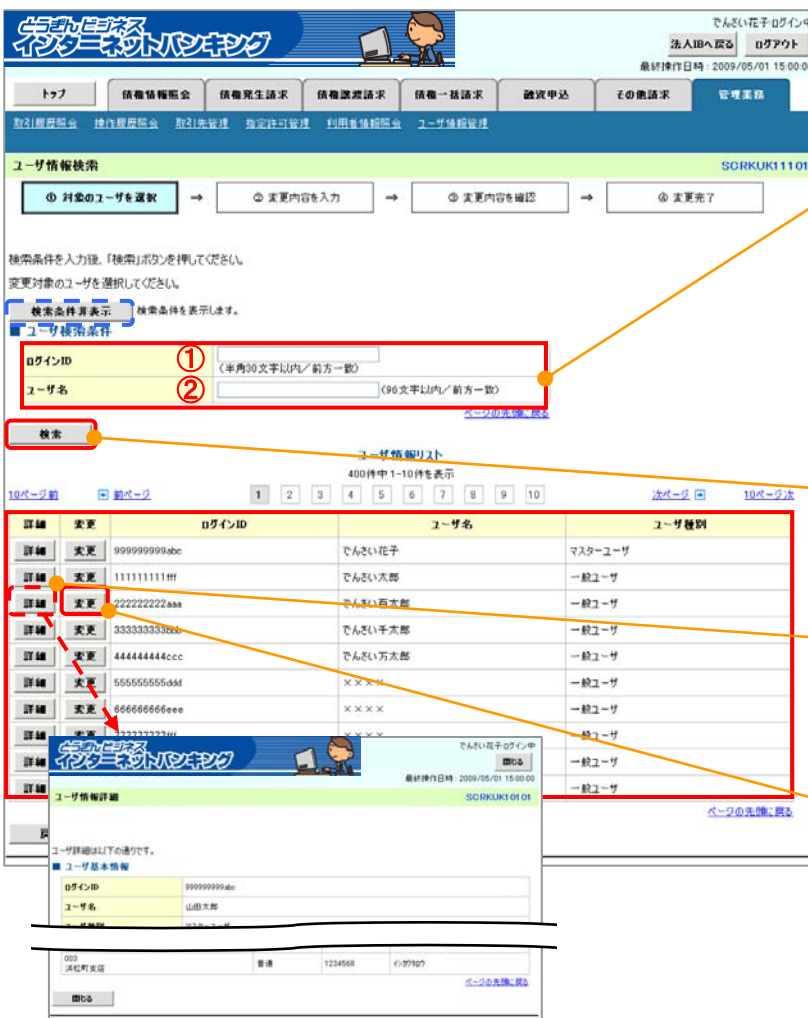 とうぎんビジネス
インターネットバンキング
でんさい花子 ログイン中
法人IBへ戻る ログアウト
最終操作日時:2009/05/01 15:00:0
トップ 債権情報照会 債権発生請求 債権譲渡請求 債権一括請求 融資申込 その他請求 管理業務
取引履歴照会 操作履歴照会 取引先管理 指定許可管理 利用者情報照会 ユーザ情報管理
ユーザ情報検索 SCRKUK11101
① 対象のユーザを選択 → ② 変更内容を入力 → ③ 変更内容を確認 → ④ 変更完了
検索条件を入力後、「検索」ボタンを押してください。
変更対象のユーザを選択してください。
検索条件非表示 検索条件を表示します。
■ ユーザ検索条件
ログインID ① (半角30文字以内/前方一致)
ユーザ名 ② (96文字以内/前方一致)
ページの先頭に戻る
検索
ユーザ情報リスト
400件中 1-10件を表示
10ページ前 前ページ 1 2 3 4 5 6 7 8 9 10 次ページ 10ページ次
詳細 変更 ログインID ユーザ名 ユーザ種別
詳細 変更 999999999abc でんさい花子 マスターユーザ
詳細 変更 111111111fff でんさい太郎 一般ユーザ
詳細 変更 222222222aaa でんさい百太郎 一般ユーザ
詳細 変更 333333333bbb でんさい千太郎 一般ユーザ
詳細 変更 444444444ccc でんさい万太郎 一般ユーザ
詳細 変更 555555555ddd ×××× 一般ユーザ
詳細 変更 666666666eee ×××× 一般ユーザ
詳細 変更 ×××× 一般ユーザ
詳細 一般ユーザ
詳細 一般ユーザ
ページの先頭に戻る
とうぎんビジネス
インターネットバンキング
でんさい花子 ログイン中
閉じる
最終操作日時:2009/05/01 15:00:00
ユーザ情報詳細 SCRKUK10101
ユーザ詳細は以下の通りです。
■ ユーザ基本情報
ログインID 999999999abc
ユーザ名 山田太郎
003
浜松町支店 普通 1234568
ページの先頭に戻る
閉じる